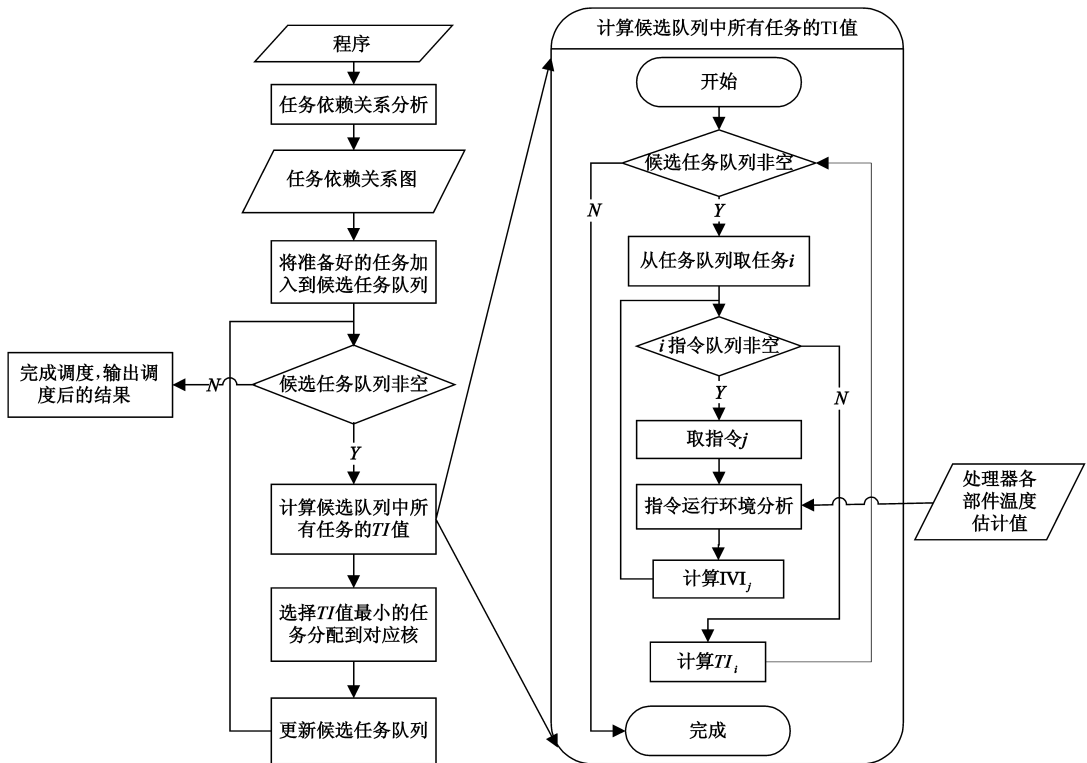 程序
任务依赖关系分析
任务依赖关系图
将准备好的任务加
入到候选任务队列
候选任务队列非空
N
完成调度,输出调
度后的结果
Y
计算候选队列中所
有任务的TI值
选择TI值最小的任
务分配到对应核
更新候选任务队列
计算候选队列中所有任务的TI值
开始
候选任务队列非空
N
Y
从任务队列取任务i
i 指令队列非空
Y
N
取指令j
指令运行环境分析
处理器各
部件温度
估计值
计算IVIj
计算TIi
完成